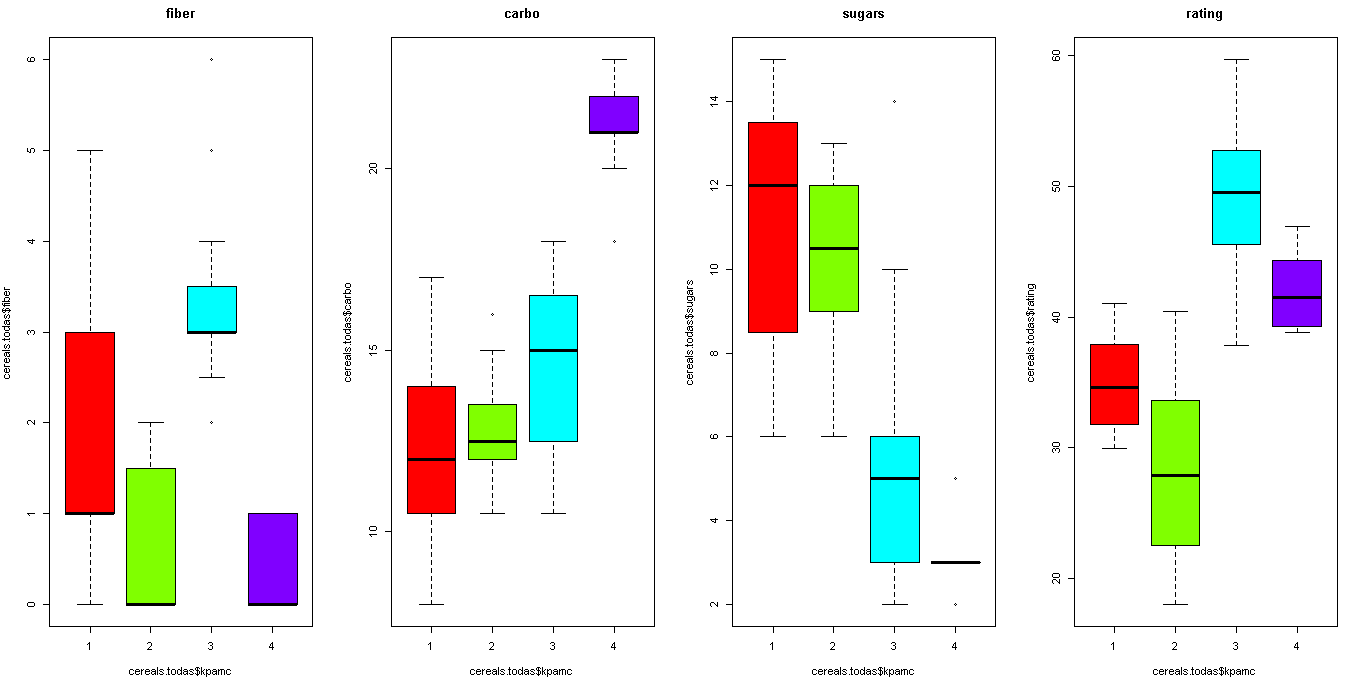 fiber
cereals.todas$fiber
6
5
4
3
2
1
0
1 2 3 4
cereals.todas$kpamc
carbo
cereals.todas$carbo
20
15
10
1 2 3 4
cereals.todas$kpamc
sugars
cereals.todas$sugars
14
12
10
8
6
4
2
1 2 3 4
cereals.todas$kpamc
rating
cereals.todas$rating
60
50
40
30
20
1 2 3 4
cereals.todas$kpamc